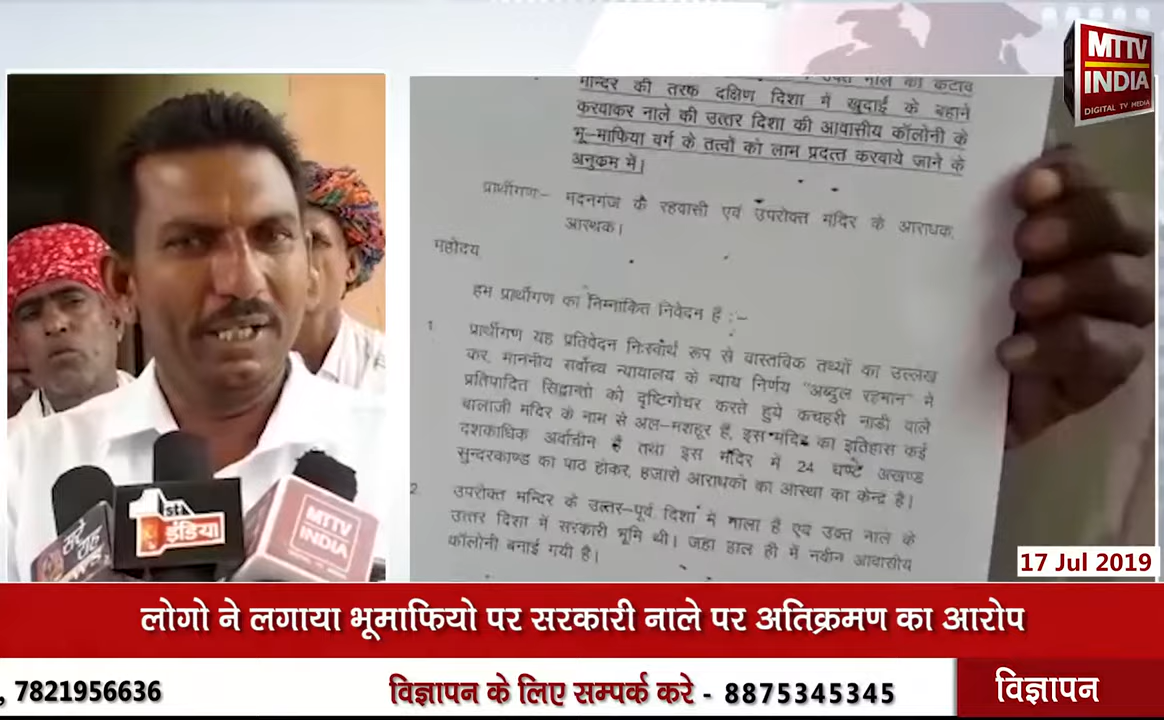 MTTV
INDIA
DIGITAL TV MEDIA
नाले का कटाव
मन्दिर की तरफ दक्षिण दिशा में खुदाई के बहाने
करवाकर नाले की उत्तर दिशा की आवासीय कॉलोनी के
भू-माफिया वर्ग के तत्वों को लाभ प्रदत्त करवाये जाने के
अनुक्रम में।
प्रार्थीगणः- मदनगंज के रहवासी एवं उपरोक्त मंदिर के आराधक,
आस्थक।
महोदय
हम प्रार्थीगण का निम्नांकित निवेदन है :-
1. प्रार्थीगण यह प्रतिवेदन निःस्वार्थ रूप से वास्तविक तथ्यों का उल्लेख
कर, माननीय सर्वोच्च न्यायालय के न्याय निर्णय "अब्दुल रहमान" में
प्रतिपादित सिद्वान्तो को दृष्टिगोचर करते हुये कचहरी नाडी वाले
बालाजी मंदिर के नाम से अल-मशहूर हैं, इस मंदिर का इतिहास कई
दशकाधिक अर्वाचीन है तथा इस मंदिर में 24 घण्टे अखण्ड
सुन्दरकाण्ड का पाठ होकर, हजारो आराधको का आस्था का केन्द्र है।
2. उपरोक्त मन्दिर के उत्तर-पूर्व दिशा में नाला है एवं उक्त नाले के
उत्तर दिशा में सरकारी भूमि थी। जहा हाल ही में नवीन आवासीय
कॉलोनी बनाई गयी है।
1st
इंडिया
MTTV
INDIA
17 Jul 2019
लोगो ने लगाया भूमाफियो पर सरकारी नाले पर अतिक्रमण का आरोप
, 7821956636 विज्ञापन के लिए सम्पर्क करे - 8875345345 विज्ञापन